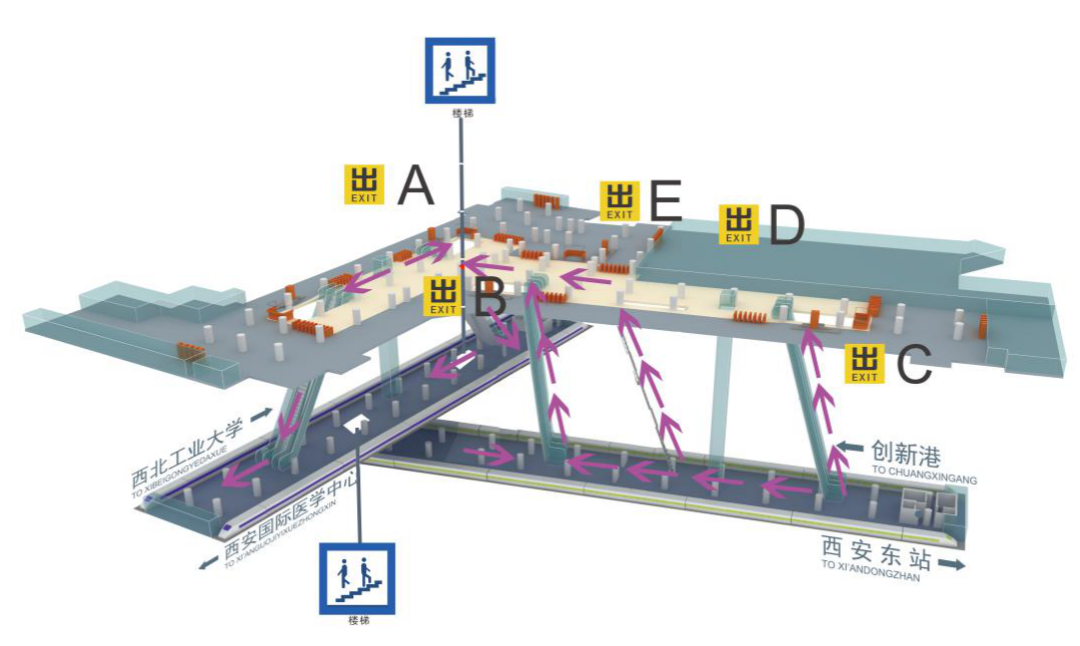 楼梯
出
EXIT
A
出
EXIT
E
出
EXIT
D
出
EXIT
B
出
EXIT
C
西北工业大学
TO XIBEIGONGYEDAXUE
西安国际医学中心
TO XI'ANGUOJIYIXUEZHONGXIN
创新港
TO CHUANGXINGANG
西安东站
TO XI'ANDONGZHAN
楼梯